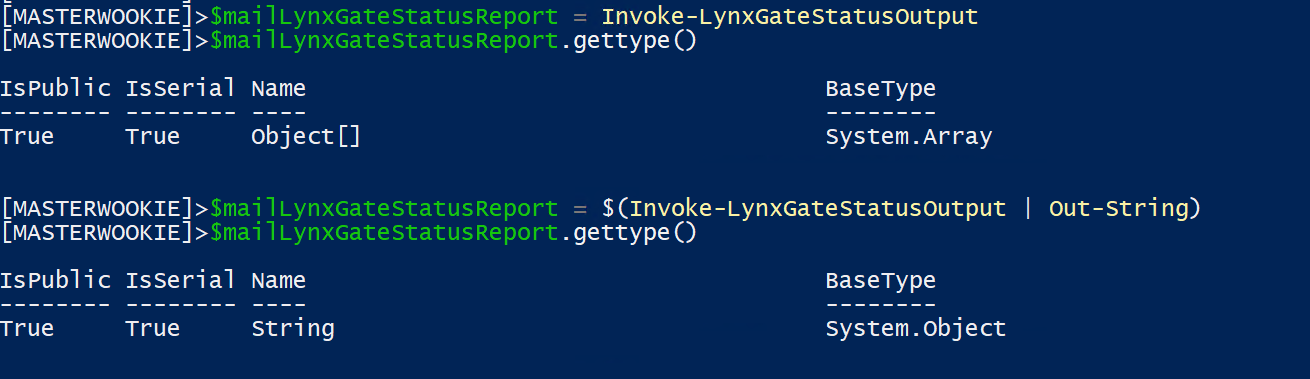 [MASTERWOOKIE]>$mailLynxGateStatusReport = Invoke-LynxGateStatusOutput
[MASTERWOOKIE]>$mailLynxGateStatusReport.gettype()
IsPublic IsSerial Name BaseType
-------- -------- ---- --------
True True Object[] System.Array
[MASTERWOOKIE]>$mailLynxGateStatusReport = $(Invoke-LynxGateStatusOutput | Out-String)
[MASTERWOOKIE]>$mailLynxGateStatusReport.gettype()
IsPublic IsSerial Name BaseType
-------- -------- ---- --------
True True String System.Object